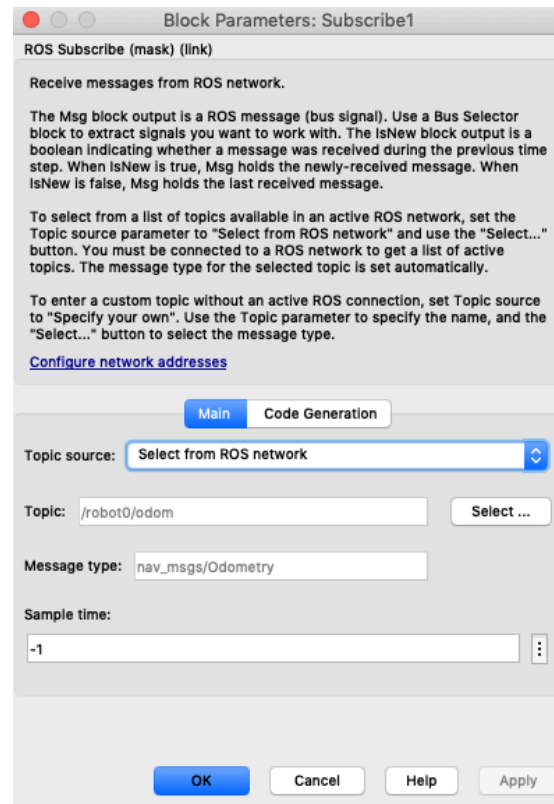 Block Parameters: Subscribe1
ROS Subscribe (mask) (link)
Receive messages from ROS network.
The Msg block output is a ROS message (bus signal). Use a Bus Selector
block to extract signals you want to work with. The IsNew block output is a
boolean indicating whether a message was received during the previous time
step. When IsNew is true, Msg holds the newly-received message. When
IsNew is false, Msg holds the last received message.
To select from a list of topics available in an active ROS network, set the
Topic source parameter to "Select from ROS network" and use the "Select..."
button. You must be connected to a ROS network to get a list of active
topics. The message type for the selected topic is set automatically.
To enter a custom topic without an active ROS connection, set Topic source
to "Specify your own". Use the Topic parameter to specify the name, and the
"Select..." button to select the message type.
Configure network addresses
Main Code Generation
Topic source: Select from ROS network
Topic: /robot0/odom Select ...
Message type: nav_msgs/Odometry
Sample time:
-1
OK Cancel Help Apply